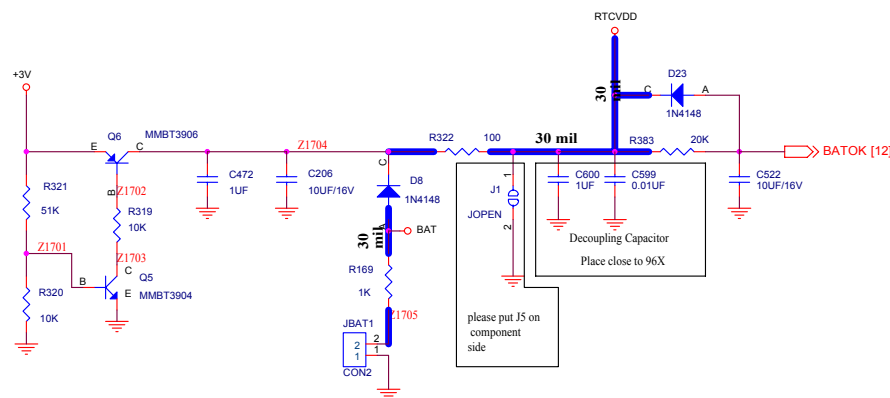 RTCVDD
D23
C
A
1N4148
30 mil
+3V
Q6
MMBT3906
E
C
B
Z1704
R322
100
30 mil
R383
20K
BATOK [12]
R321
51K
Z1702
C472
1UF
C206
10UF/16V
C
D8
1N4148
A
30 mil
BAT
1
J1
JOPEN
2
C600
1UF
C599
0.01UF
C522
10UF/16V
Decoupling Capacitor
Place close to 96X
R319
10K
Z1701
Z1703
C
B
E
Q5
MMBT3904
R320
10K
R169
1K
Z1705
JBAT1
2
1
2
1
CON2
please put J5 on
component
side